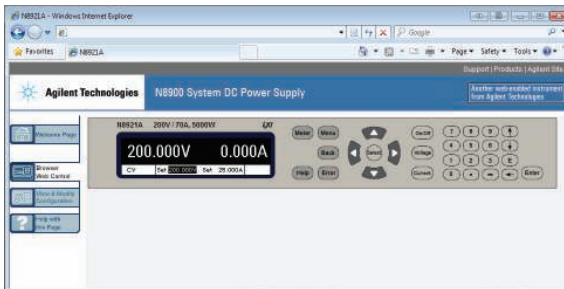 N8921A - Windows Internet Explorer
Google
Favorites N8921A
Page Safety Tools
Support | Products | Agilent Site
Agilent Technologies N8900 System DC Power Supply
Another web-enabled instrument
from Agilent Technologies
Welcome Page
Browser
Web Control
View & Modify
Configuration
Help with
this Page
N8921A 200V / 70A, 5000W LXI
200.000V 0.000A
CV Set 200.000V Set 25.000A
Meter Menu
Back
Help Error
Select
On/Off
Voltage
Current
7 8 9
4 5 6
1 2 3 E
0 . - Enter